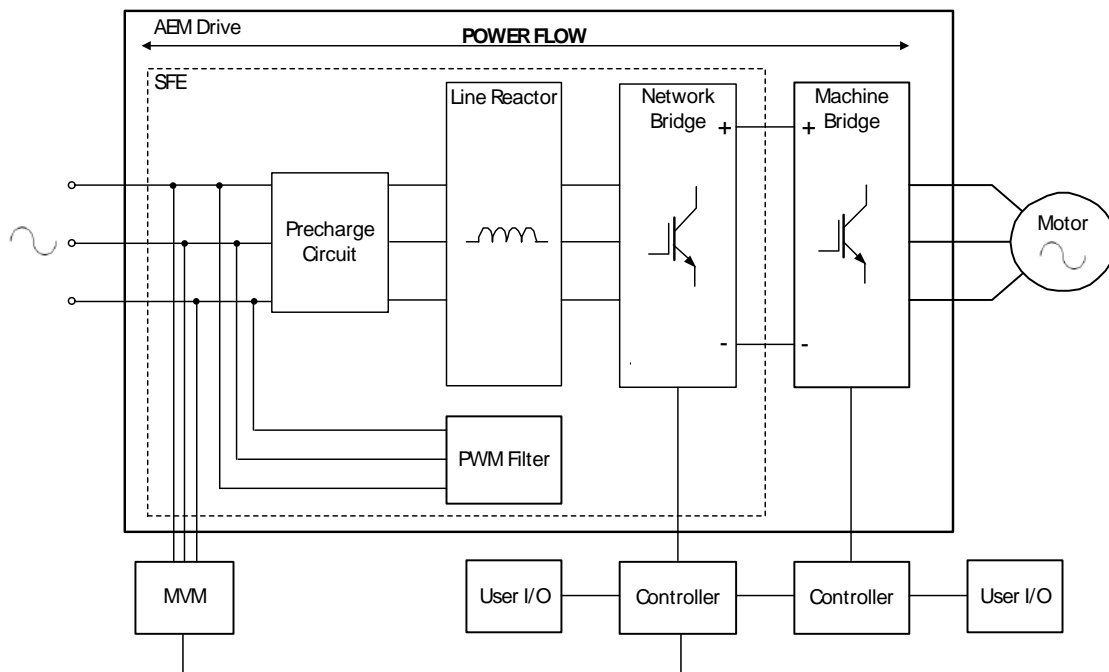 AEM Drive
POWER FLOW
SFE
Line Reactor
Network
Bridge
Machine
Bridge
+
+
Precharge
Circuit
Motor
-
-
PWM Filter
MVM
User I/O
Controller
Controller
User I/O